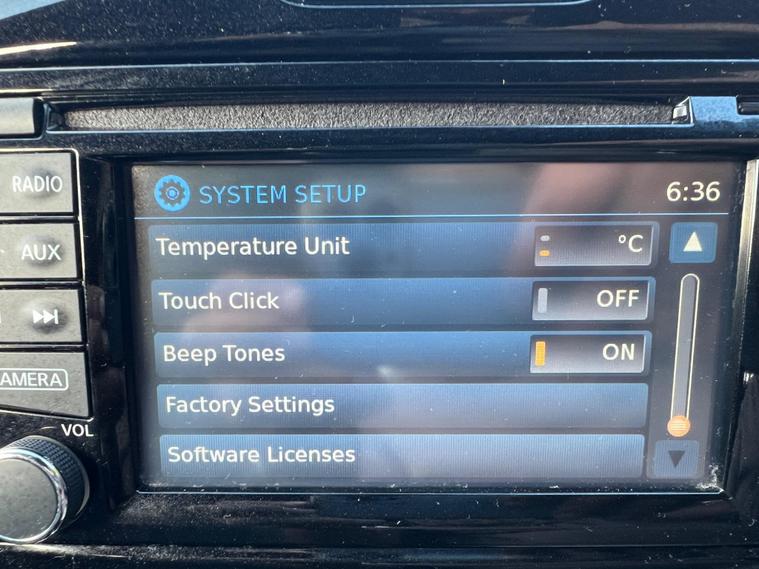 RADIO
AUX
AMERA
VOL
SYSTEM SETUP
6:36
Temperature Unit
°C
Touch Click
OFF
Beep Tones
ON
Factory Settings
Software Licenses